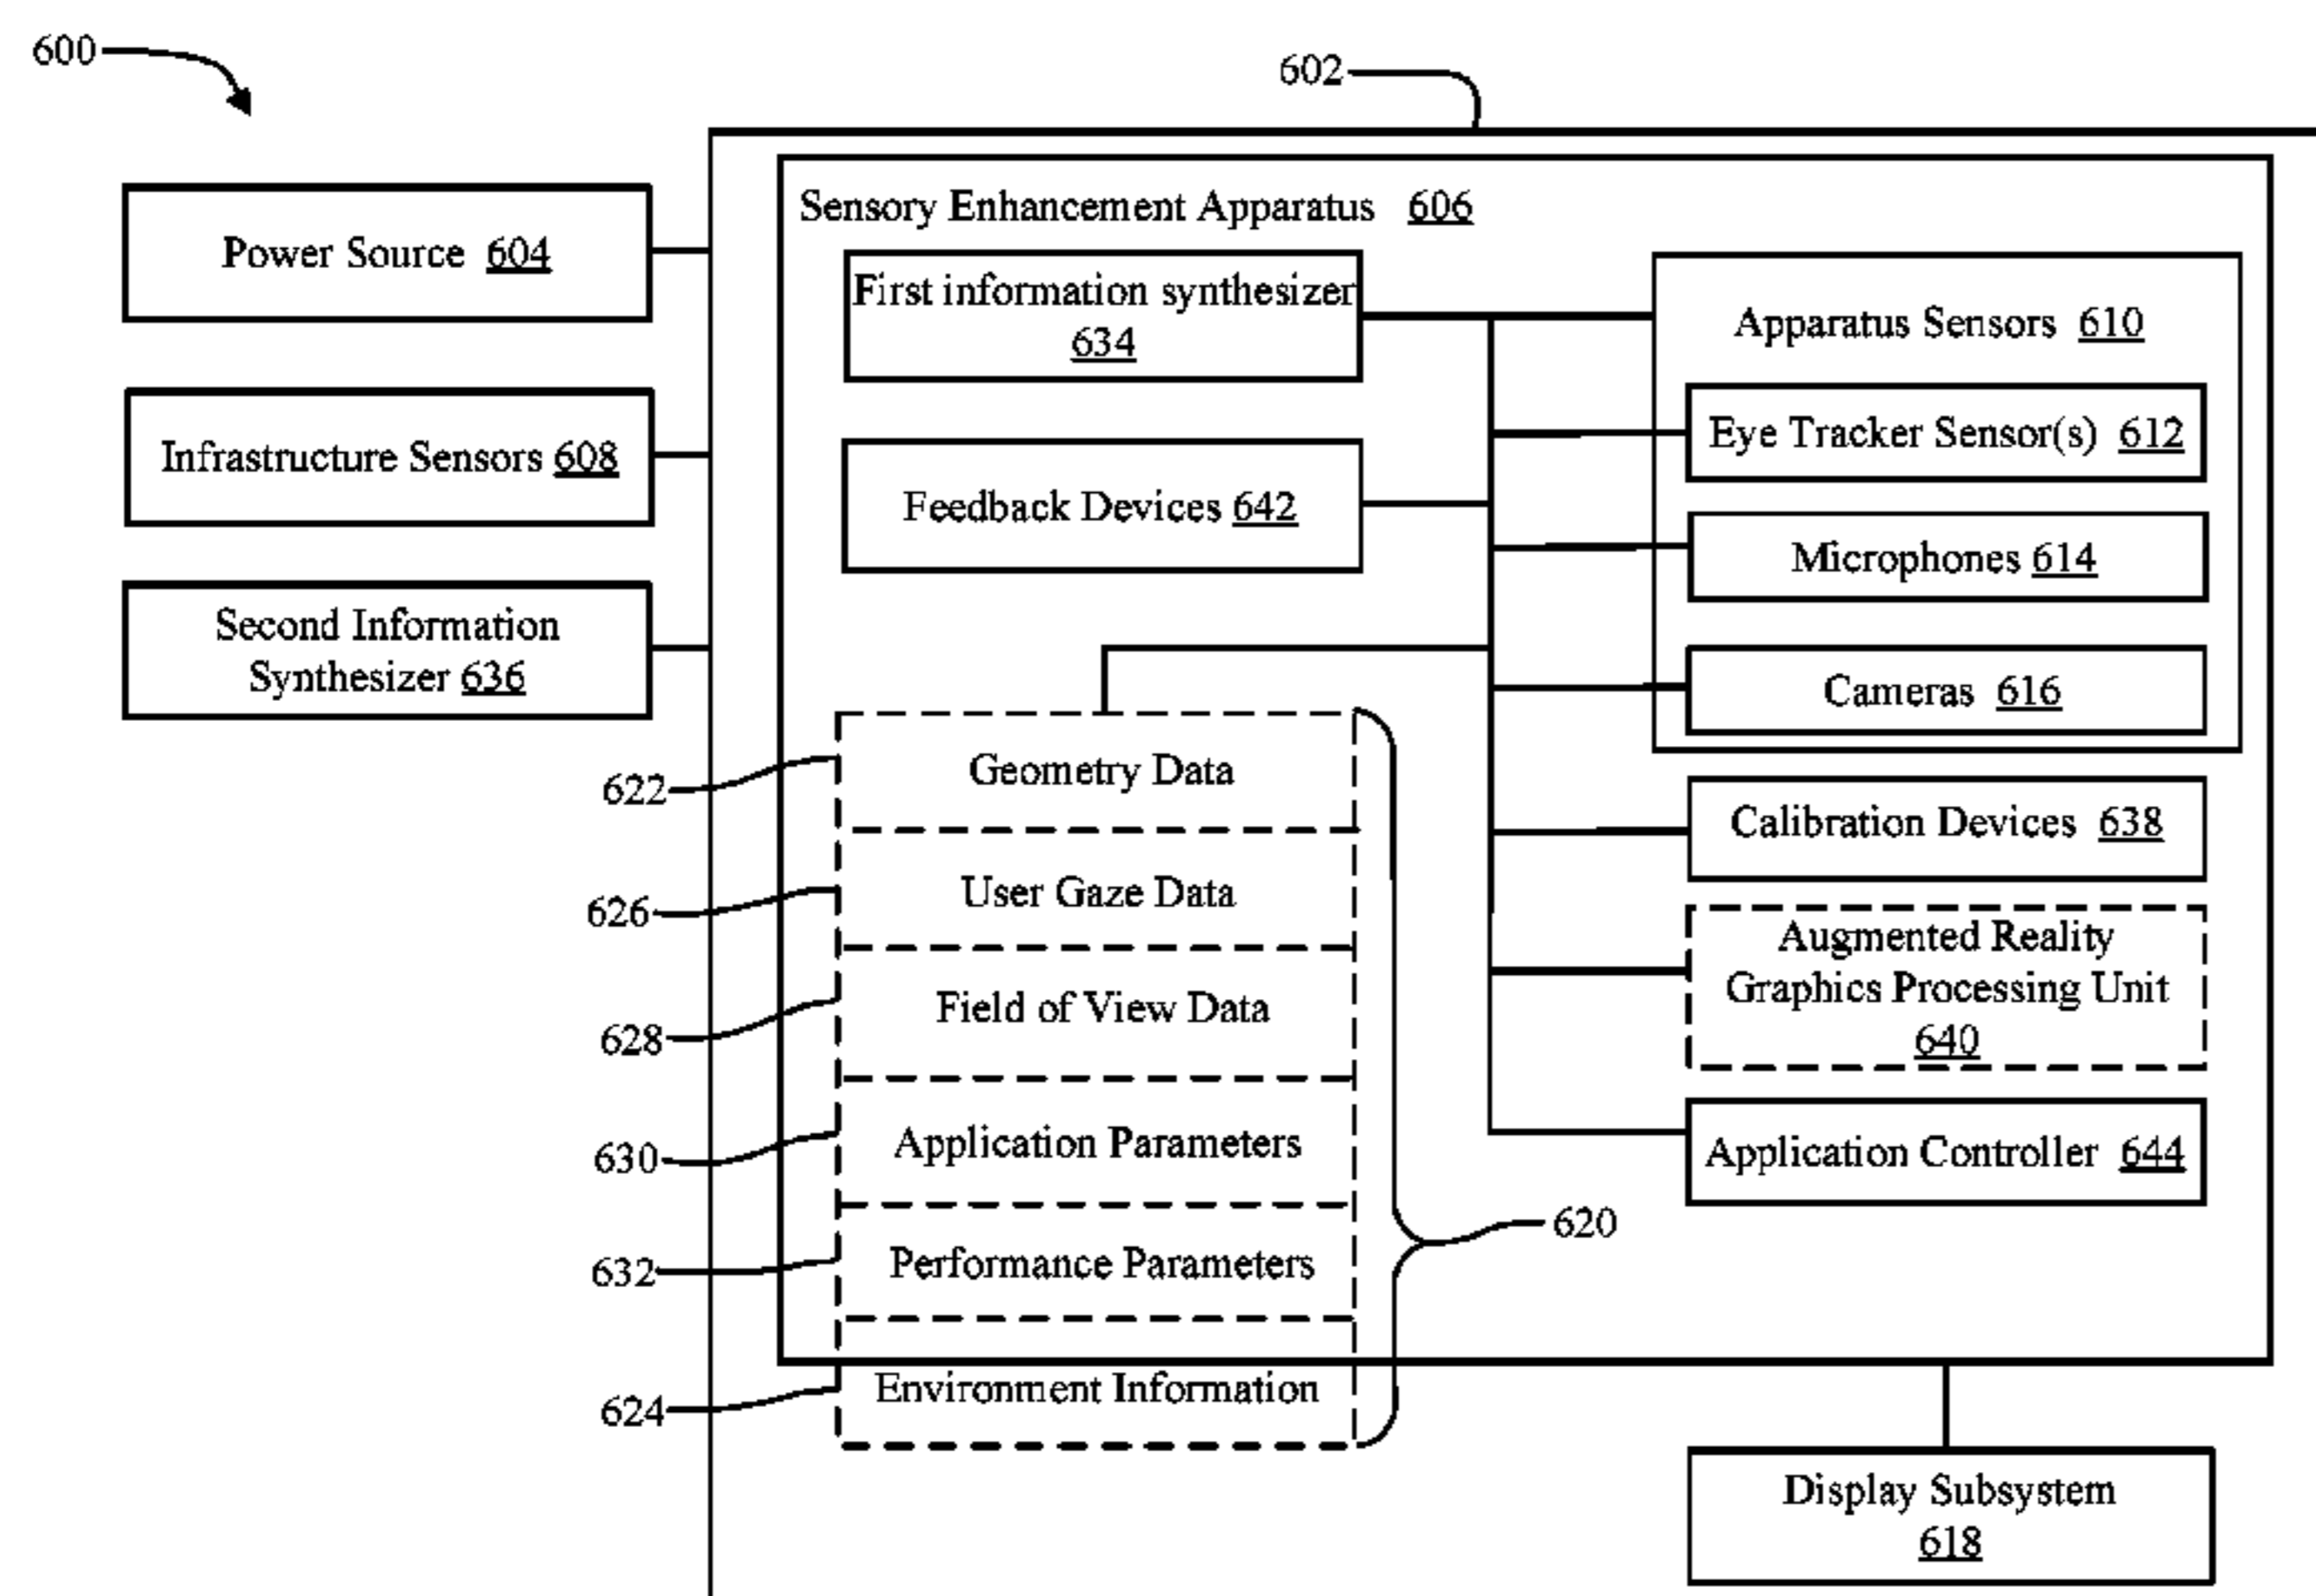 600
602
Power Source 604
Infrastructure Sensors 608
Second Information
Synthesizer 636
Sensory Enhancement Apparatus 606
First information synthesizer
634
Feedback Devices 642
Apparatus Sensors 610
Eye Tracker Sensor(s) 612
Microphones 614
Cameras 616
Calibration Devices 638
Augmented Reality
Graphics Processing Unit
640
Application Controller 644
622
Geometry Data
626
User Gaze Data
628
Field of View Data
630
Application Parameters
632
Performance Parameters
624
Environment Information
620
Display Subsystem
618